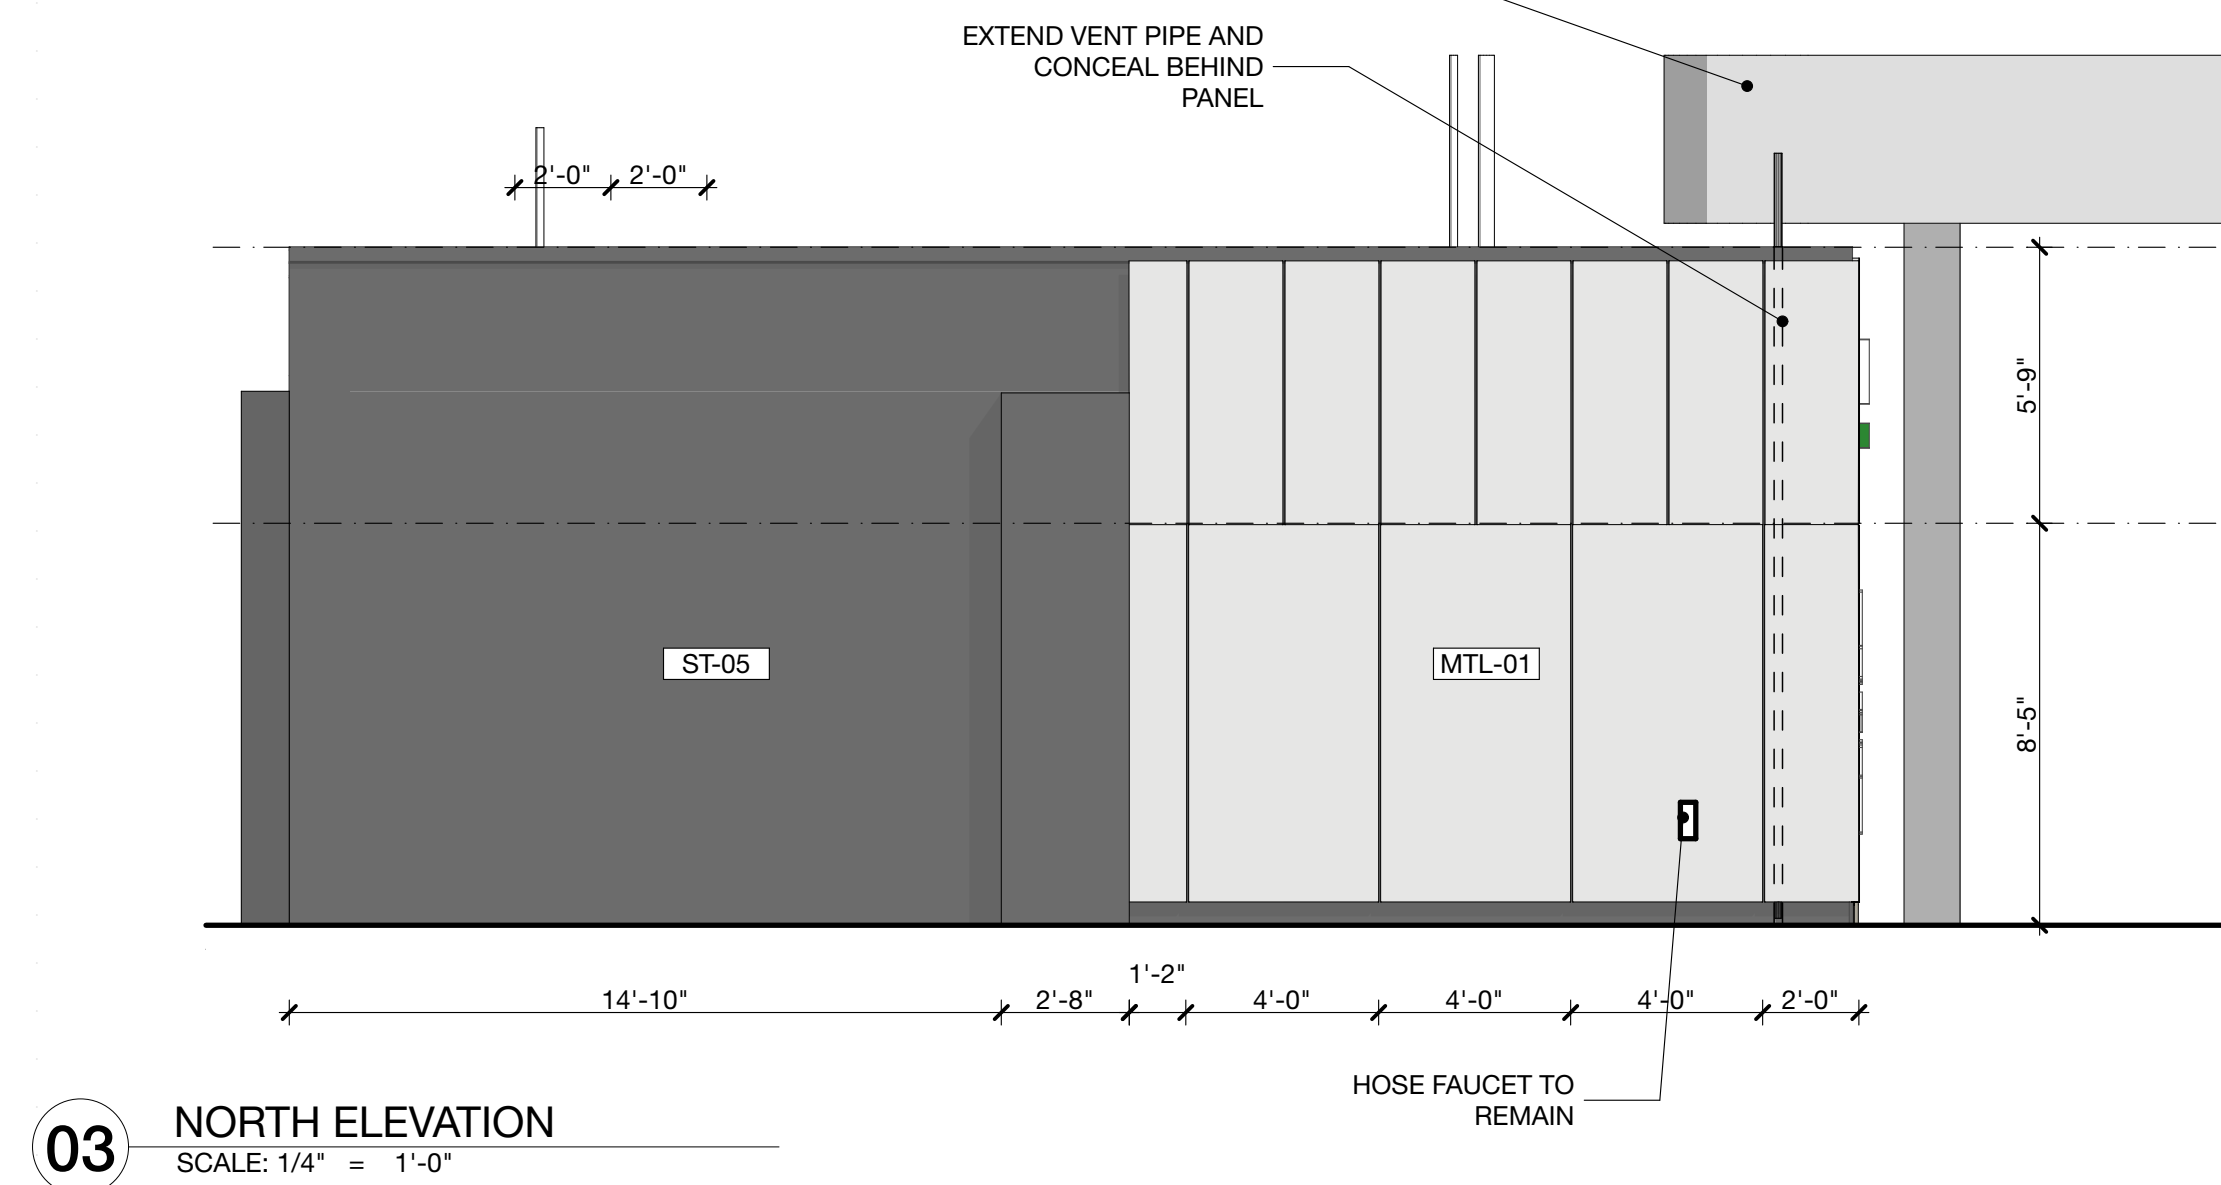 EXTEND VENT PIPE AND
CONCEAL BEHIND
PANEL
2'-0" 2'-0"
5'-9"
ST-05 MTL-01
8'-5"
1'-2"
14'-10" 2'-8" 4'-0" 4'-0" 4'-0" 2'-0"
HOSE FAUCET TO
REMAIN
03 NORTH ELEVATION
SCALE: 1/4" = 1'-0"